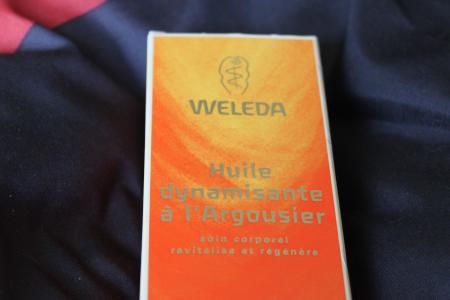 WELEDA
Huile
dynamisante
à l'Argousier
soin corporel
revitalise et régénère